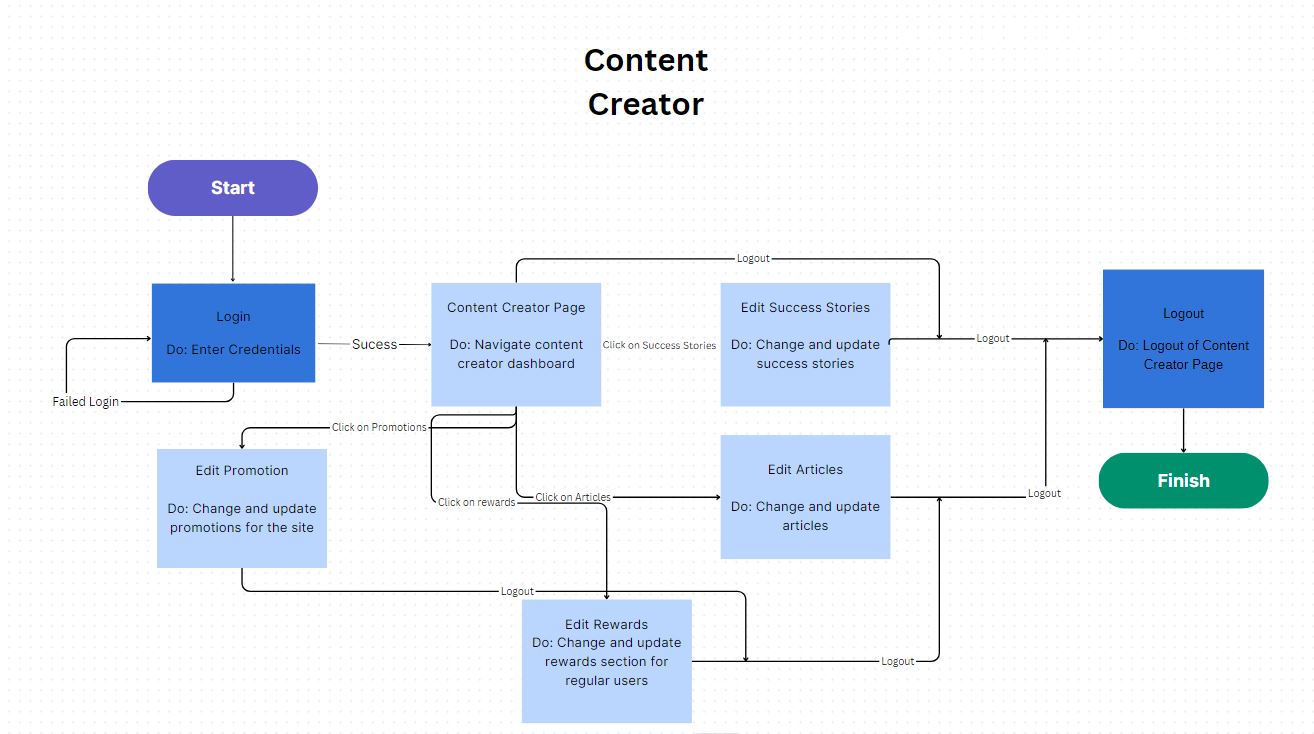 Content
Creator
Start
Logout
Login
Do: Enter Credentials
Failed Login
Sucess
Content Creator Page
Do: Navigate content
creator dashboard
Click on Success Stories
Edit Success Stories
Do: Change and update
success stories
Logout
Logout
Do: Logout of Content
Creator Page
Click on Promotions
Edit Promotion
Do: Change and update
promotions for the site
Click on rewards
Click on Articles
Edit Articles
Do: Change and update
articles
Logout
Finish
Logout
Edit Rewards
Do: Change and update
rewards section for
regular users
Logout